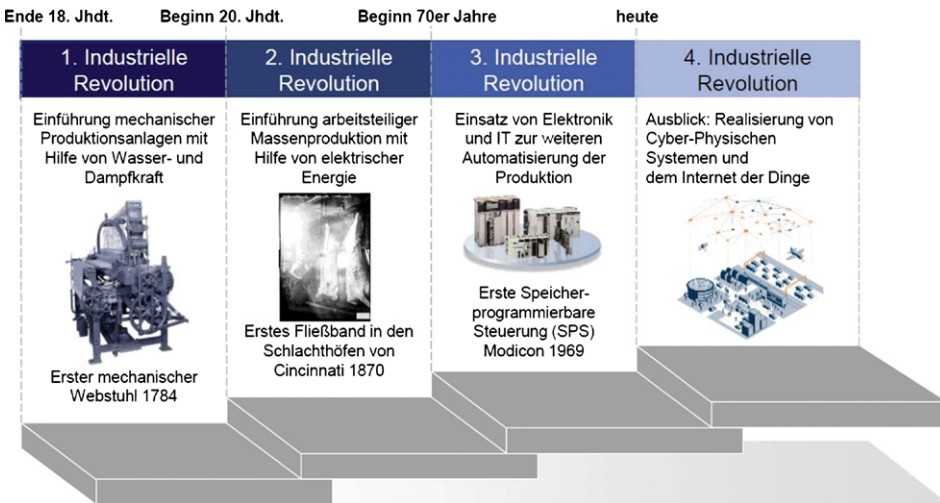 Ende 18. Jhdt.
Beginn 20. Jhdt.
Beginn 70er Jahre
heute
1. Industrielle
Revolution
Einführung mechanischer
Produktionsanlagen mit
Hilfe von Wasser- und
Dampfkraft
Erster mechanischer
Webstuhl 1784
2. Industrielle
Revolution
Einführung arbeitsteiliger
Massenproduktion mit
Hilfe von elektrischer
Energie
Erstes Fließband in den
Schlachthöfen von
Cincinnati 1870
3. Industrielle
Revolution
Einsatz von Elektronik
und IT zur weiteren
Automatisierung der
Produktion
Erste Speicher-
programmierbare
Steuerung (SPS)
Modicon 1969
4. Industrielle
Revolution
Ausblick: Realisierung von
Cyber-Physischen
Systemen und
dem Internet der Dinge